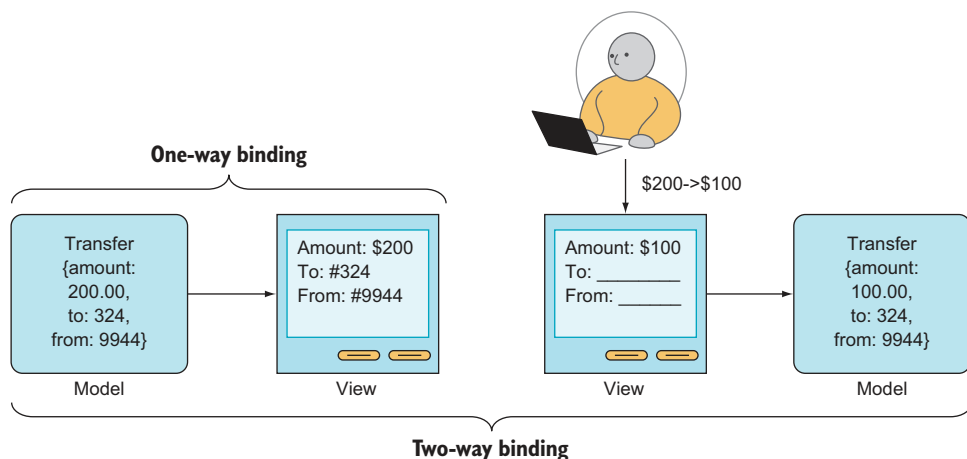 One-way binding
$200->$100
Transfer
{amount:
200.00,
to: 324,
from: 9944}
Model
Amount: $200
To: #324
From: #9944
View
Amount: $100
To: ________
From: ______
View
Transfer
{amount:
100.00,
to: 324,
from: 9944}
Model
Two-way binding